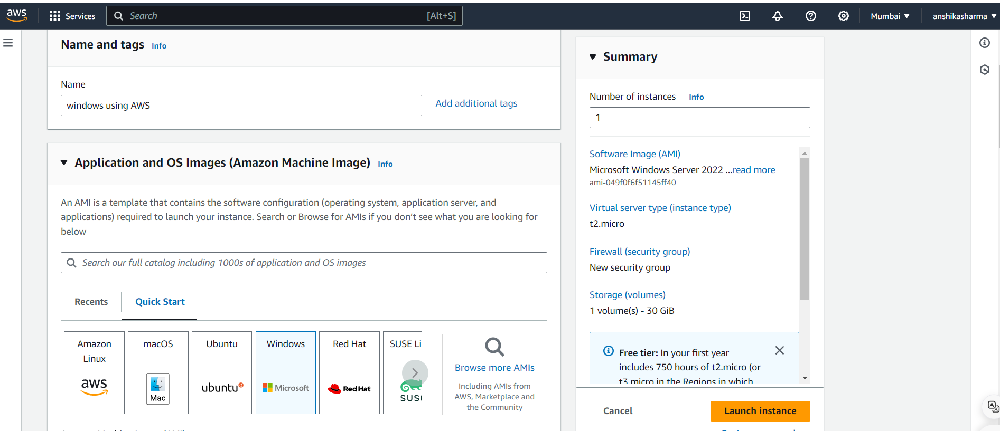 aws
Services
Search
[Alt+S]
Mumbai
anshikasharma
Name and tags Info
Name
windows using AWS
Add additional tags
Application and OS Images (Amazon Machine Image) Info
An AMI is a template that contains the software configuration (operating system, application server, and
applications) required to launch your instance. Search or Browse for AMIs if you don’t see what you are looking for
below
Search our full catalog including 1000s of application and OS images
Recents
Quick Start
Amazon
Linux
aws
macOS
Mac
Ubuntu
ubuntu
Windows
Microsoft
Red Hat
Red Hat
SUSE Li
SUS
Browse more AMIs
Including AMIs from
AWS, Marketplace and
the Community
Summary
Number of instances Info
1
Software Image (AMI)
Microsoft Windows Server 2022 ...read more
ami-049f0f6f51145ff40
Virtual server type (instance type)
t2.micro
Firewall (security group)
New security group
Storage (volumes)
1 volume(s) - 30 GiB
Free tier: In your first year
includes 750 hours of t2.micro (or
t3.micro in the Regions in which
Cancel
Launch instance